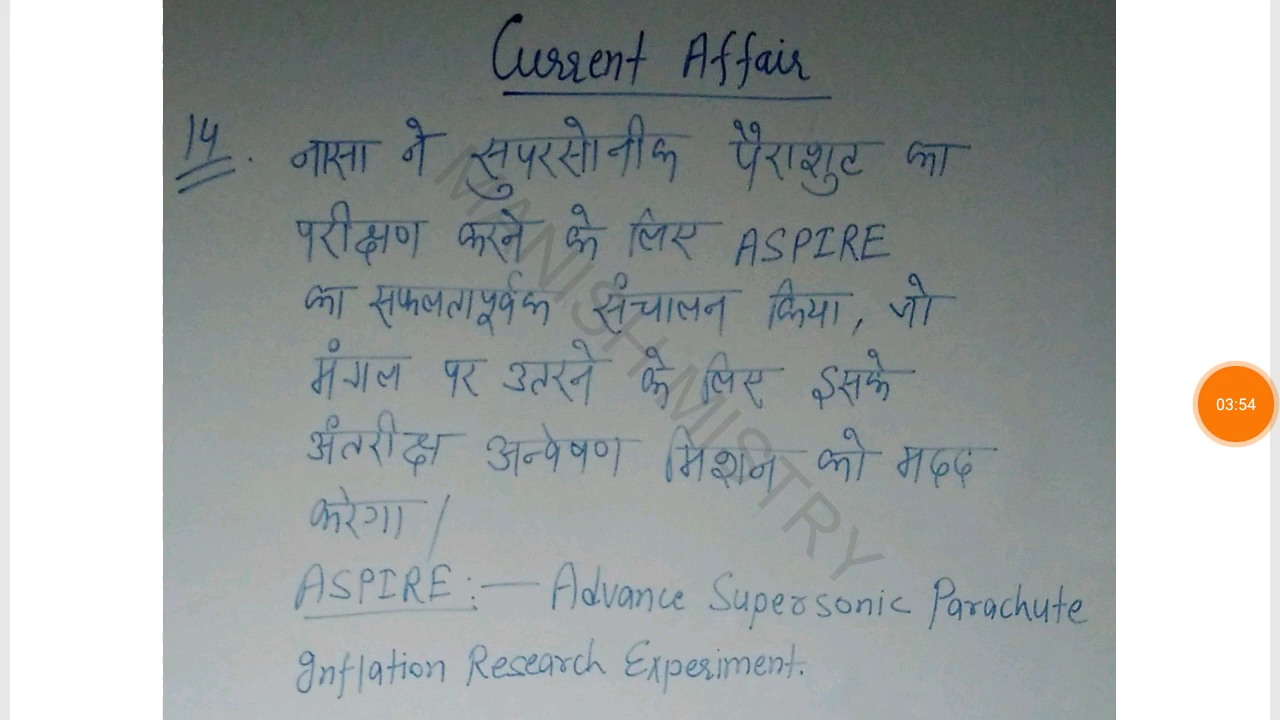 Current Affair
14. नासा ने सुपरसोनीक पैराशुट का
परीक्षण करने के लिए ASPIRE
का सफलतापूर्वक संचालन किया, जो
मंगल पर उतरने के लिए इसके
अंतरीक्ष अन्वेषण मिशन को मदद
करेगा।
ASPIRE:— Advance Supersonic Parachute
Inflation Research Experiment.
MANISH MISTRY
03:54